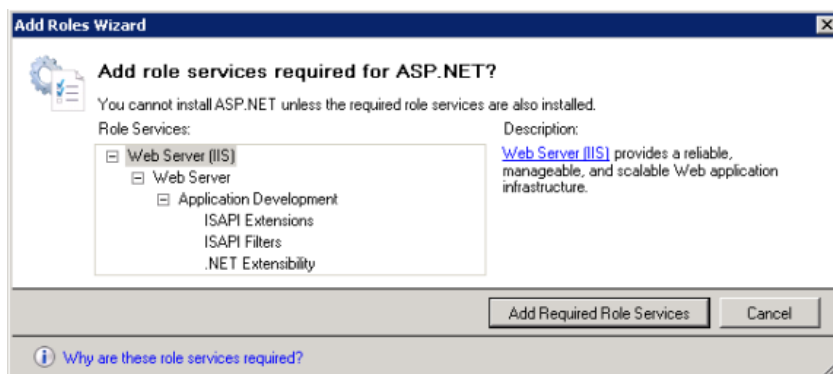 Add Roles Wizard
Add role services required for ASP.NET?
You cannot install ASP.NET unless the required role services are also installed.
Role Services:
Web Server (IIS)
Web Server
Application Development
ISAPI Extensions
ISAPI Filters
.NET Extensibility
Description:
Web Server (IIS) provides a reliable,
manageable, and scalable Web application
infrastructure.
Add Required Role Services
Cancel
Why are these role services required?